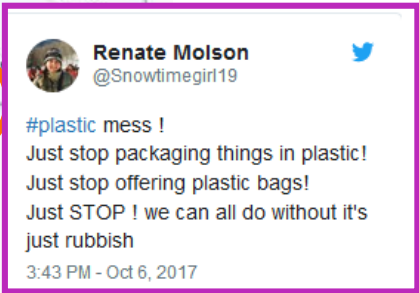 Renate Molson
@Snowtimegirl19
#plastic mess !
Just stop packaging things in plastic!
Just stop offering plastic bags!
Just STOP ! we can all do without it's
just rubbish
3:43 PM - Oct 6, 2017